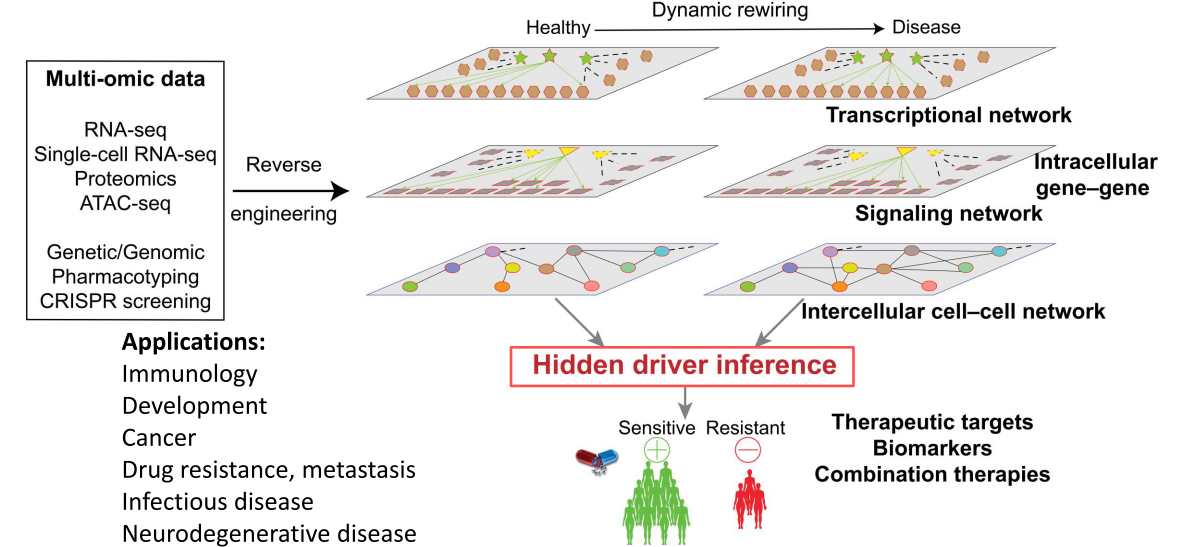 Dynamic rewiring
Healthy
Disease
Multi-omic data
RNA-seq
Single-cell RNA-seq
Proteomics
ATAC-seq
Genetic/Genomic
Pharmacotyping
CRISPR screening
Reverse
engineering
Transcriptional network
Intracellular
gene–gene
Signaling network
Intercellular cell–cell network
Applications:
Immunology
Development
Cancer
Drug resistance, metastasis
Infectious disease
Neurodegenerative disease
Hidden driver inference
Sensitive
Resistant
Therapeutic targets
Biomarkers
Combination therapies